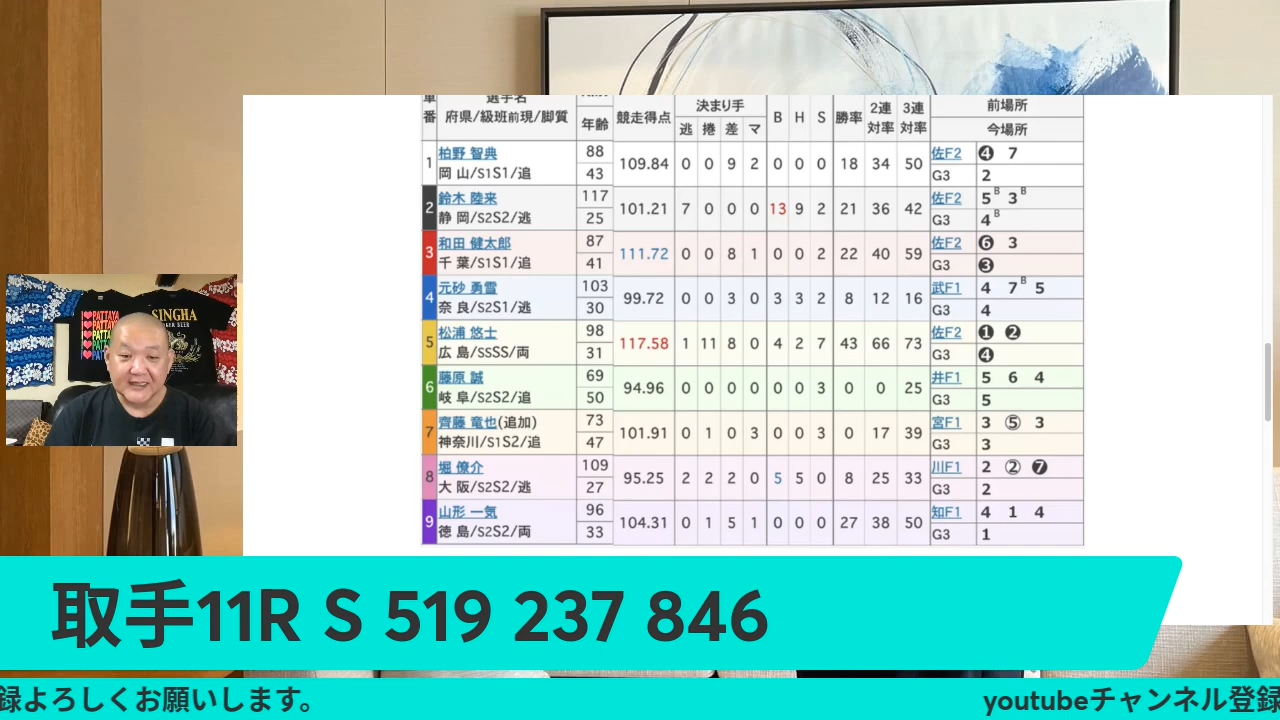 車 選手名 競走得点 決まり手 B H S 勝率 2連 3連 前場所
番 府県/級班前現/脚質 年齢 逃 捲 差 マ 対率 対率 今場所
1 柏野 智典 88 109.84 0 0 9 2 0 0 0 18 34 50 佐F2 ❹ 7
岡 山/S1S1/追 43 G3 2
2 鈴木 陸来 117 101.21 7 0 0 0 13 9 2 21 36 42 佐F2 5B 3B
静 岡/S2S2/逃 25 G3 4B
3 和田 健太郎 87 111.72 0 0 8 1 0 0 2 22 40 59 佐F2 ❻ 3
千 葉/S1S1/追 41 G3 ❸
4 元砂 勇雪 103 99.72 0 0 3 0 3 3 2 8 12 16 武F1 4 7B 5
奈 良/S2S1/逃 30 G3 4
5 松浦 悠士 98 117.58 1 11 8 0 4 2 7 43 66 73 佐F2 ❶ ❷
広 島/SSSS/両 31 G3 ❹
6 藤原 誠 69 94.96 0 0 0 0 0 0 3 0 0 25 井F1 5 6 4
岐 阜/S2S2/追 50 G3 5
7 齊藤 竜也(追加) 73 101.91 0 1 0 3 0 0 3 0 17 39 宮F1 3 ⑤ 3
神奈川/S1S2/追 47 G3 3
8 堀 僚介 109 95.25 2 2 2 0 5 5 0 8 25 33 川F1 2 ② ❼
大 阪/S2S2/逃 27 G3 2
9 山形 一気 96 104.31 0 1 5 1 0 0 0 27 38 50 知F1 4 1 4
徳 島/S2S2/両 33 G3 1
I❤PATTAYA
SINGHA
取手11R S 519 237 846
録よろしくお願いします。 youtubeチャンネル登録